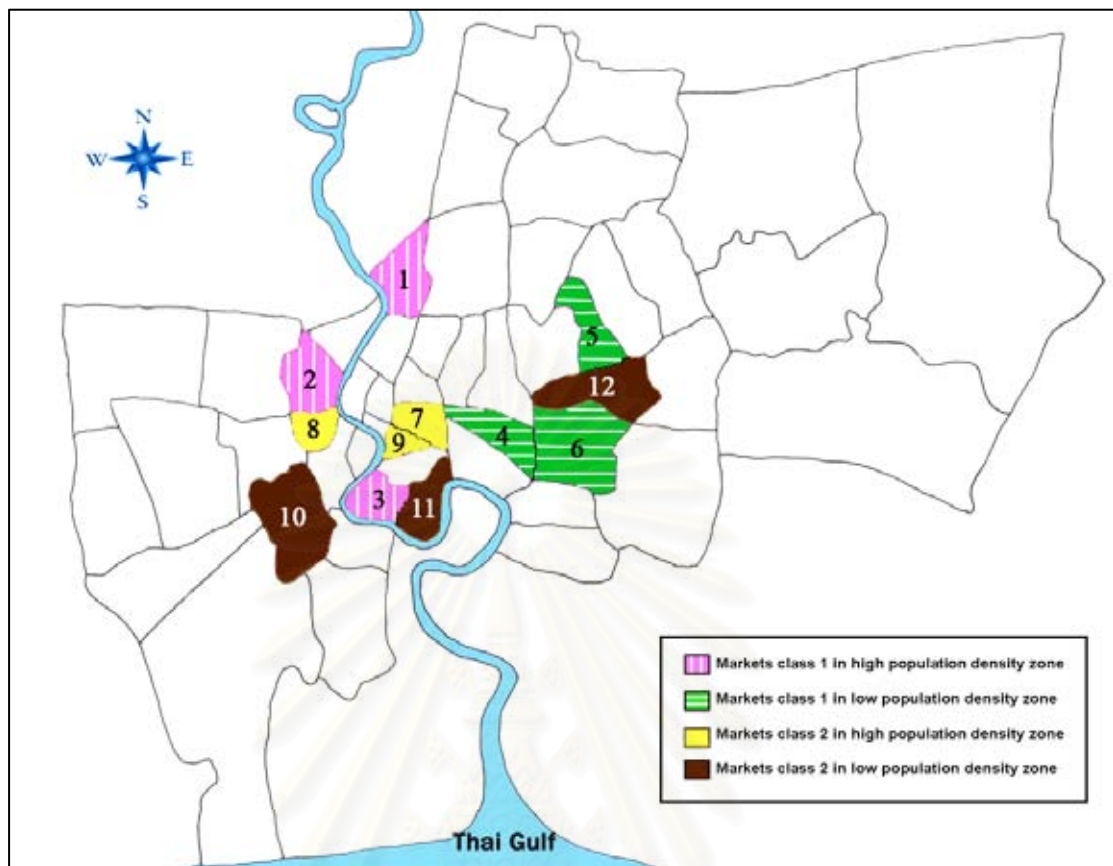 N
W E
S
1
2
5
12
7
8
9
4
6
3
11
10
Markets class 1 in high population density zone
Markets class 1 in low population density zone
Markets class 2 in high population density zone
Markets class 2 in low population density zone
Thai Gulf